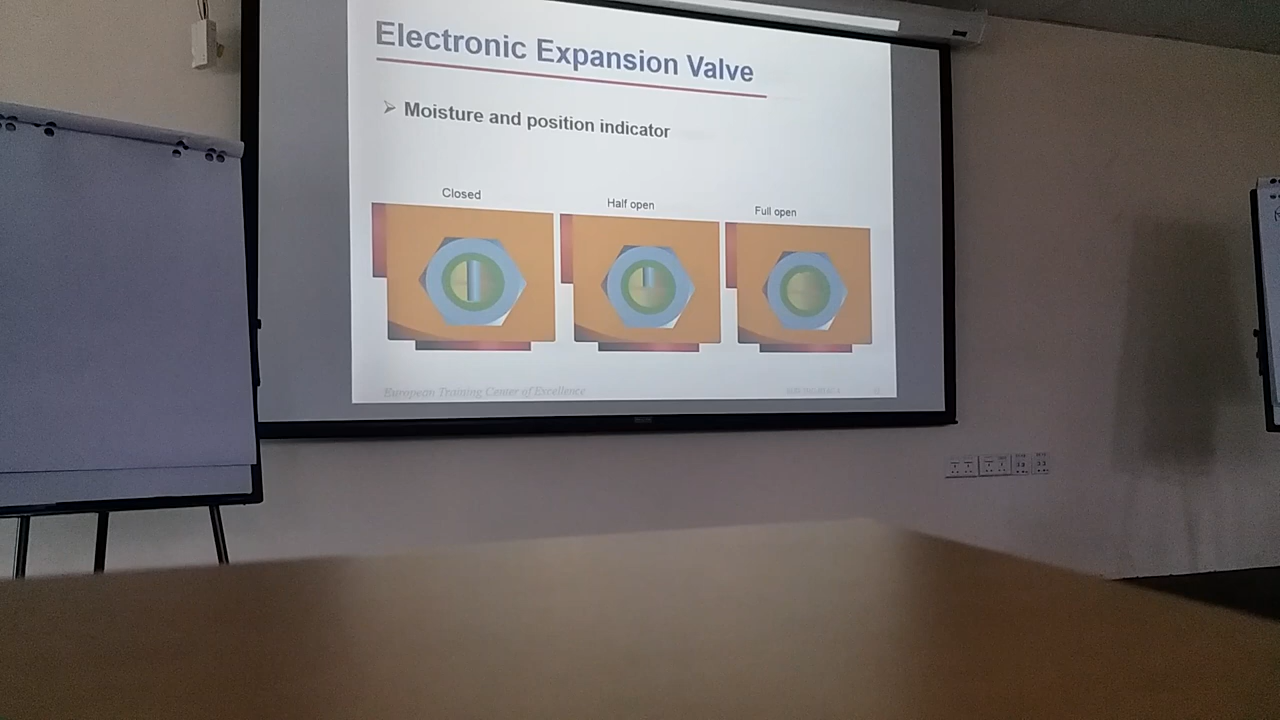 Electronic Expansion Valve
Moisture and position indicator
Closed
Half open
Full open
European Training Center of Excellence